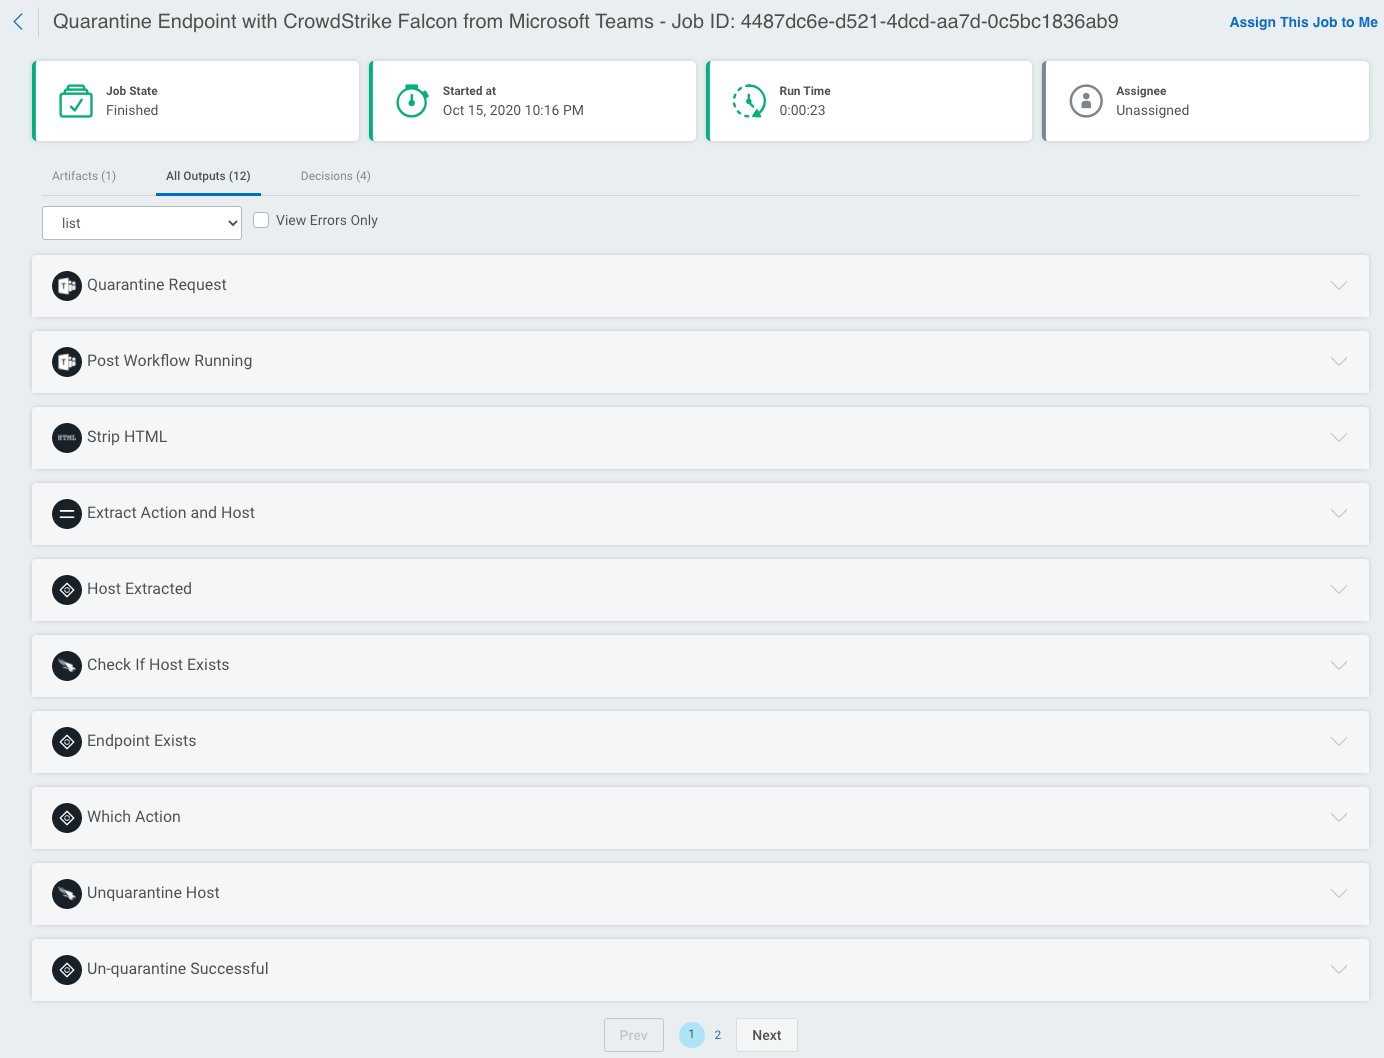 Quarantine Endpoint with CrowdStrike Falcon from Microsoft Teams - Job ID: 4487dc6e-d521-4dcd-aa7d-0c5bc1836ab9
Assign This Job to Me
Job State
Finished
Started at
Oct 15, 2020 10:16 PM
Run Time
0:00:23
Assignee
Unassigned
Artifacts (1)
All Outputs (12)
Decisions (4)
list
View Errors Only
Quarantine Request
Post Workflow Running
HTML Strip HTML
Extract Action and Host
Host Extracted
Check If Host Exists
Endpoint Exists
Which Action
Unquarantine Host
Un-quarantine Successful
Prev 1 2 Next